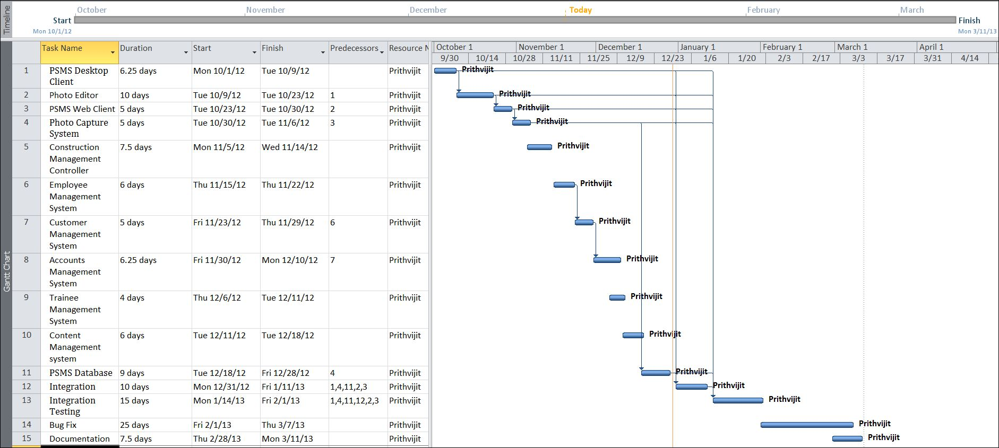 Timeline
October November December Today February March
Start Finish
Mon 10/1/12 Mon 3/11/13
Gantt Chart
Task Name Duration Start Finish Predecessors Resource N
October 1 November 1 December 1 January 1 February 1 March 1 April 1
9/30 10/14 10/28 11/11 11/25 12/9 12/23 1/6 1/20 2/3 2/17 3/3 3/17 3/31 4/14
1 PSMS Desktop 6.25 days Mon 10/1/12 Tue 10/9/12 Prithvijit Prithvijit
Client
2 Photo Editor 10 days Tue 10/9/12 Tue 10/23/12 1 Prithvijit Prithvijit
3 PSMS Web Client 5 days Tue 10/23/12 Tue 10/30/12 2 Prithvijit Prithvijit
4 Photo Capture 5 days Tue 10/30/12 Tue 11/6/12 3 Prithvijit Prithvijit
System
5 Construction 7.5 days Mon 11/5/12 Wed 11/14/12 Prithvijit Prithvijit
Management
Controller
6 Employee 6 days Thu 11/15/12 Thu 11/22/12 Prithvijit Prithvijit
Management
System
7 Customer 5 days Fri 11/23/12 Thu 11/29/12 6 Prithvijit Prithvijit
Management
System
8 Accounts 6.25 days Fri 11/30/12 Mon 12/10/12 7 Prithvijit Prithvijit
Management
System
9 Trainee 4 days Thu 12/6/12 Tue 12/11/12 Prithvijit Prithvijit
Management
System
10 Content 6 days Tue 12/11/12 Tue 12/18/12 Prithvijit Prithvijit
Management
system
11 PSMS Database 9 days Tue 12/18/12 Fri 12/28/12 4 Prithvijit Prithvijit
12 Integration 10 days Mon 12/31/12 Fri 1/11/13 1,4,11,2,3 Prithvijit Prithvijit
13 Integration 15 days Mon 1/14/13 Fri 2/1/13 1,4,11,12,2,3 Prithvijit Prithvijit
Testing
14 Bug Fix 25 days Fri 2/1/13 Thu 3/7/13 Prithvijit Prithvijit
15 Documentation 7.5 days Thu 2/28/13 Mon 3/11/13 Prithvijit Prithvijit